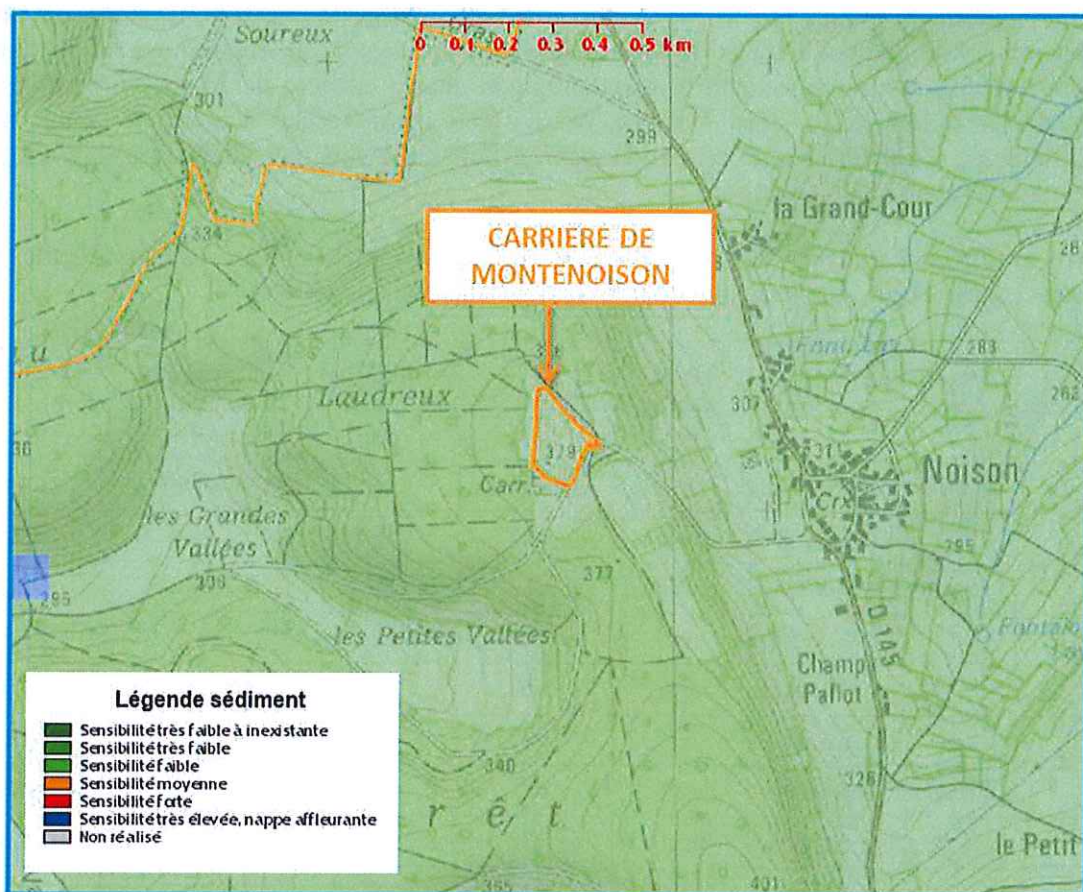 Soureux
0 0.1 0.2 0.3 0.4 0.5 km
301
299
la Grand-Cour
334
CARRIERE DE
MONTENOISON
283
Laudreux
307
379
Carr.
Noison
les Grandes
Vallées
295
306
377
les Petites Vallées
D 145
Champ
Pallot
Légende sédiment
Sensibilité très faible à inexistante
Sensibilité très faible
Sensibilité faible
340
Sensibilité moyenne
328
Sensibilité forte
Sensibilité très élevée, nappe affleurante
Non réalisé
r ê t
le Petit
365
401